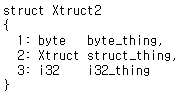 struct Xtruct2
{
  1: byte   byte_thing,
  2: Xtruct struct_thing,
  3: i32    i32_thing
}